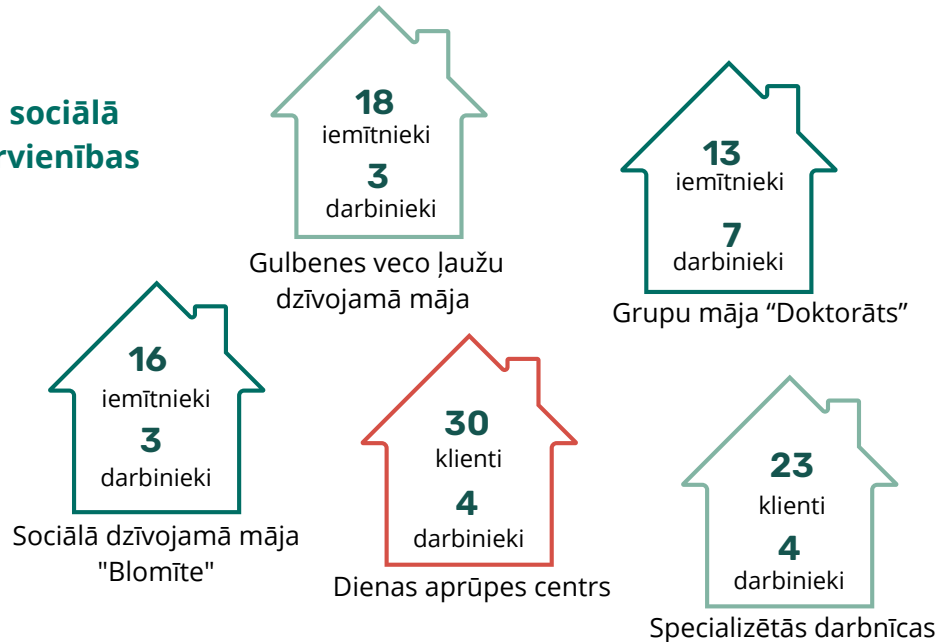 sociālā
rvienības
18
iemītnieki
3
darbinieki
Gulbenes veco ļaužu
dzīvojamā māja
13
iemītnieki
7
darbinieki
Grupu māja “Doktorāts”
16
iemītnieki
3
darbinieki
Sociālā dzīvojamā māja
"Blomīte"
30
klienti
4
darbinieki
Dienas aprūpes centrs
23
klienti
4
darbinieki
Specializētās darbnīcas